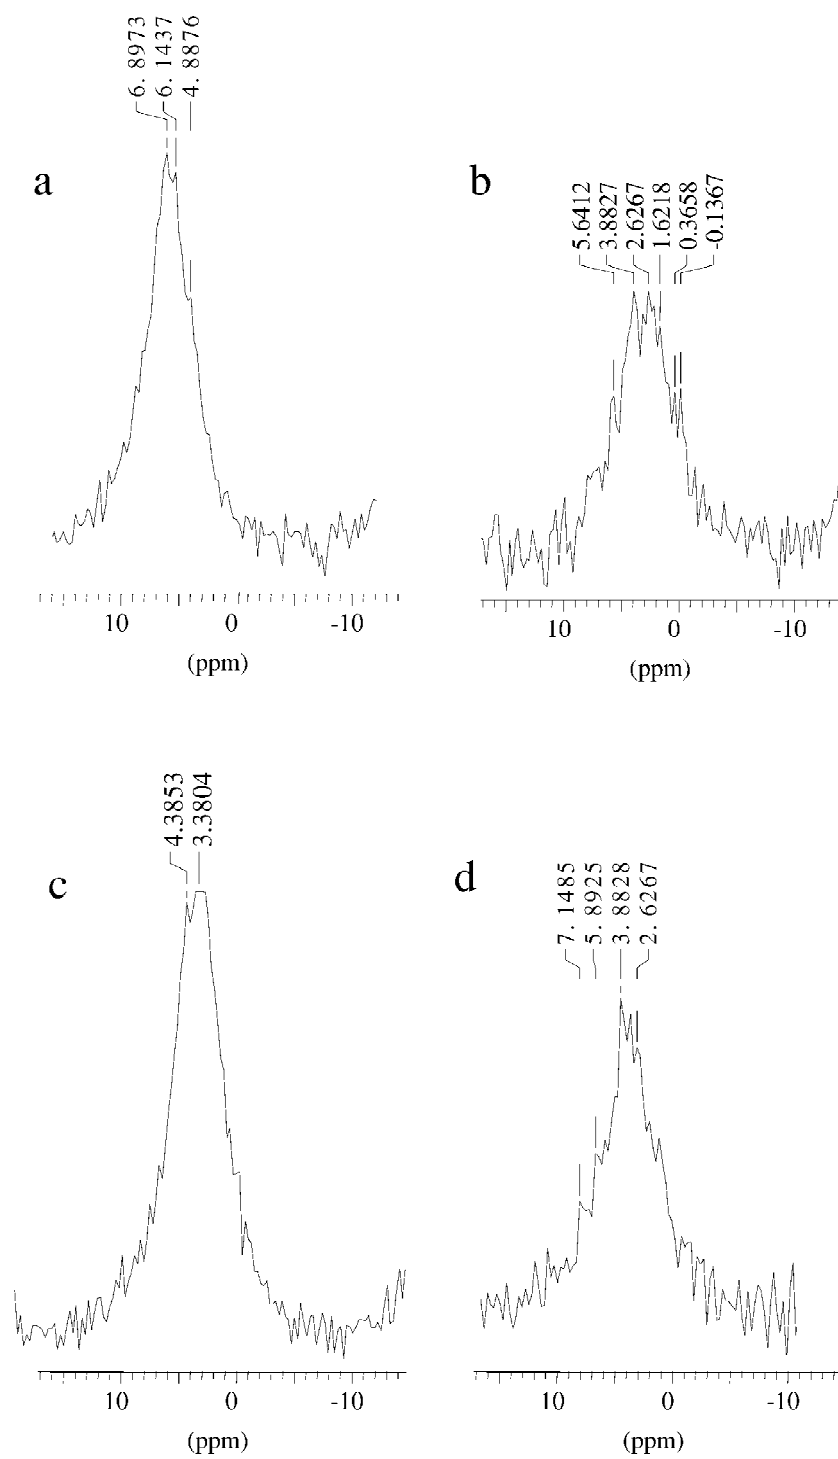 a
6. 8973
6. 1437
4. 8876
10 0 -10
(ppm)
b
5.6412
3.8827
2.6267
1.6218
0.3658
-0.1367
10 0 -10
(ppm)
c
4.3853
3.3804
10 0 -10
(ppm)
d
7. 1485
5. 8925
3. 8828
2. 6267
10 0 -10
(ppm)